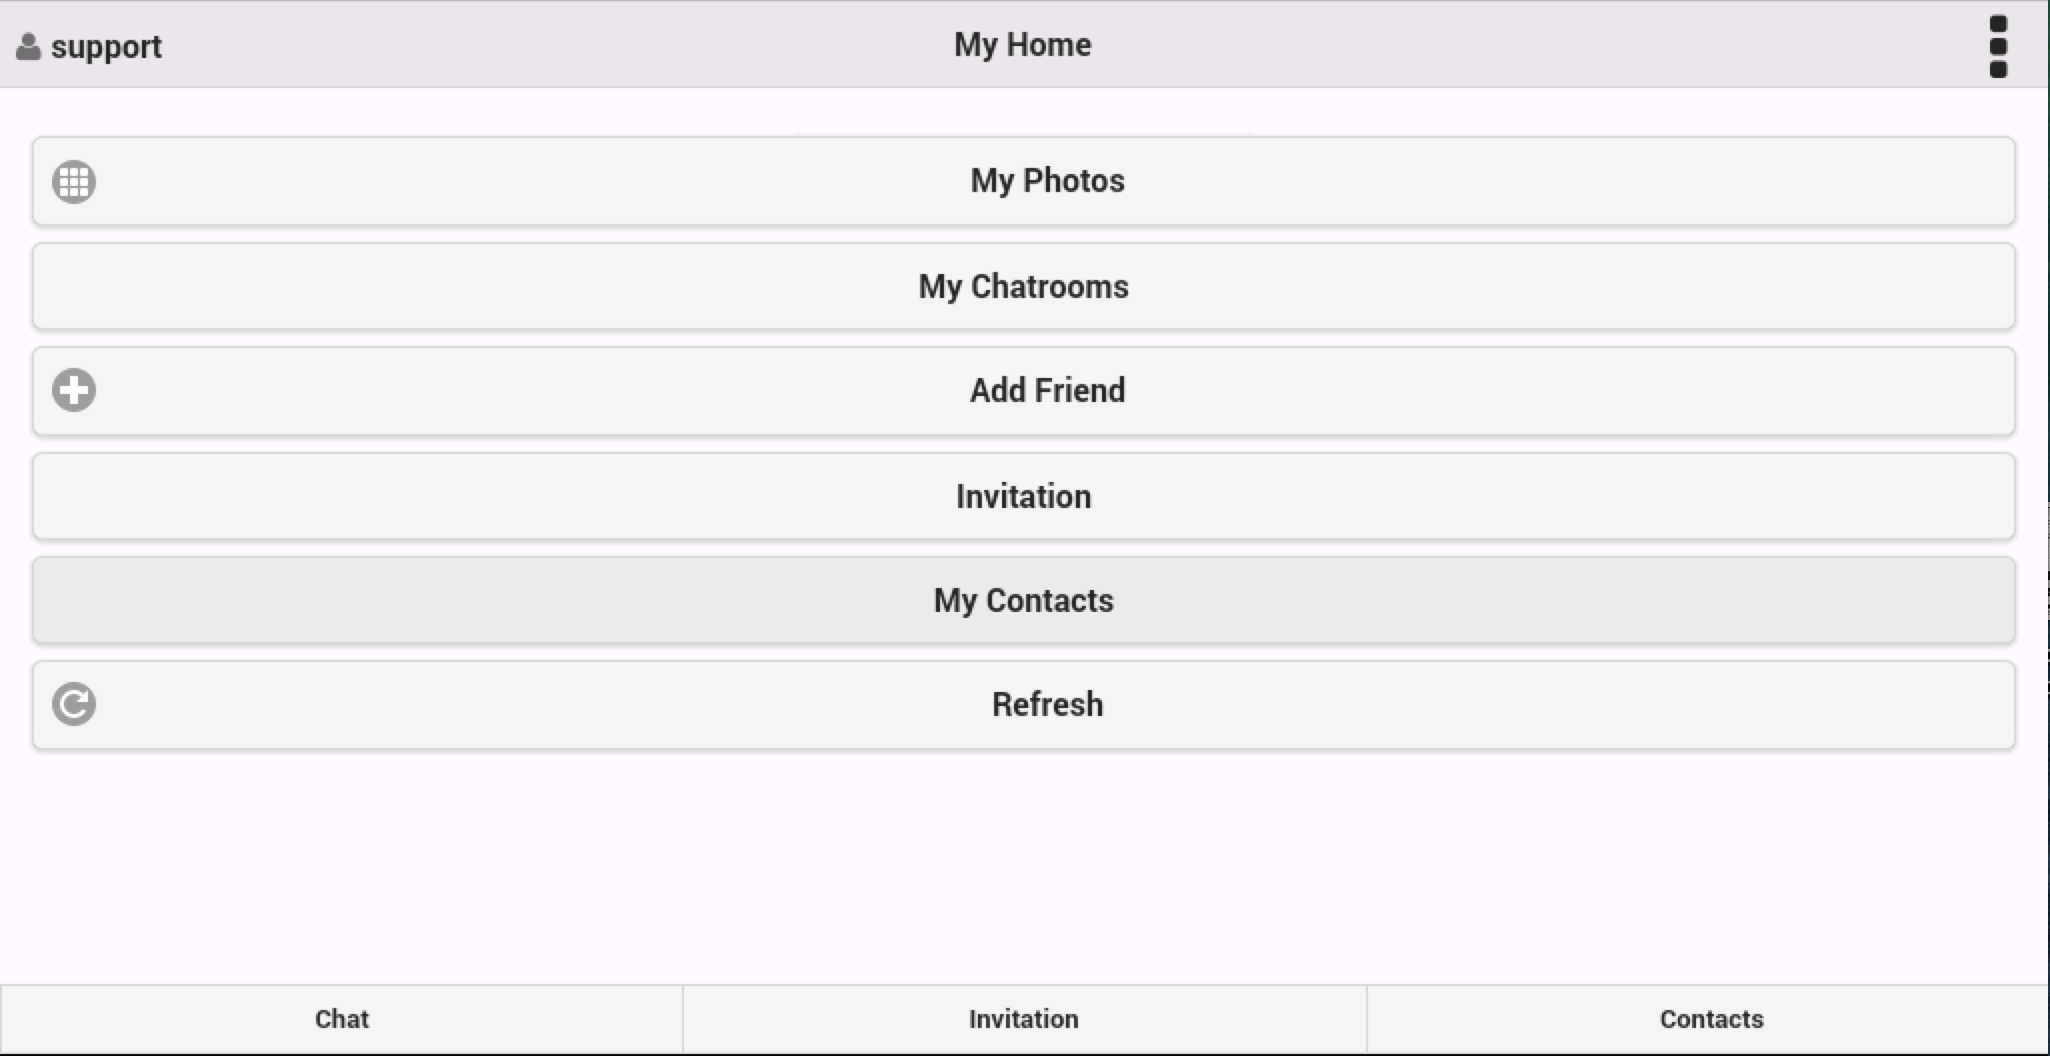 support
My Home
My Photos
My Chatrooms
Add Friend
Invitation
My Contacts
Refresh
Chat
Invitation
Contacts